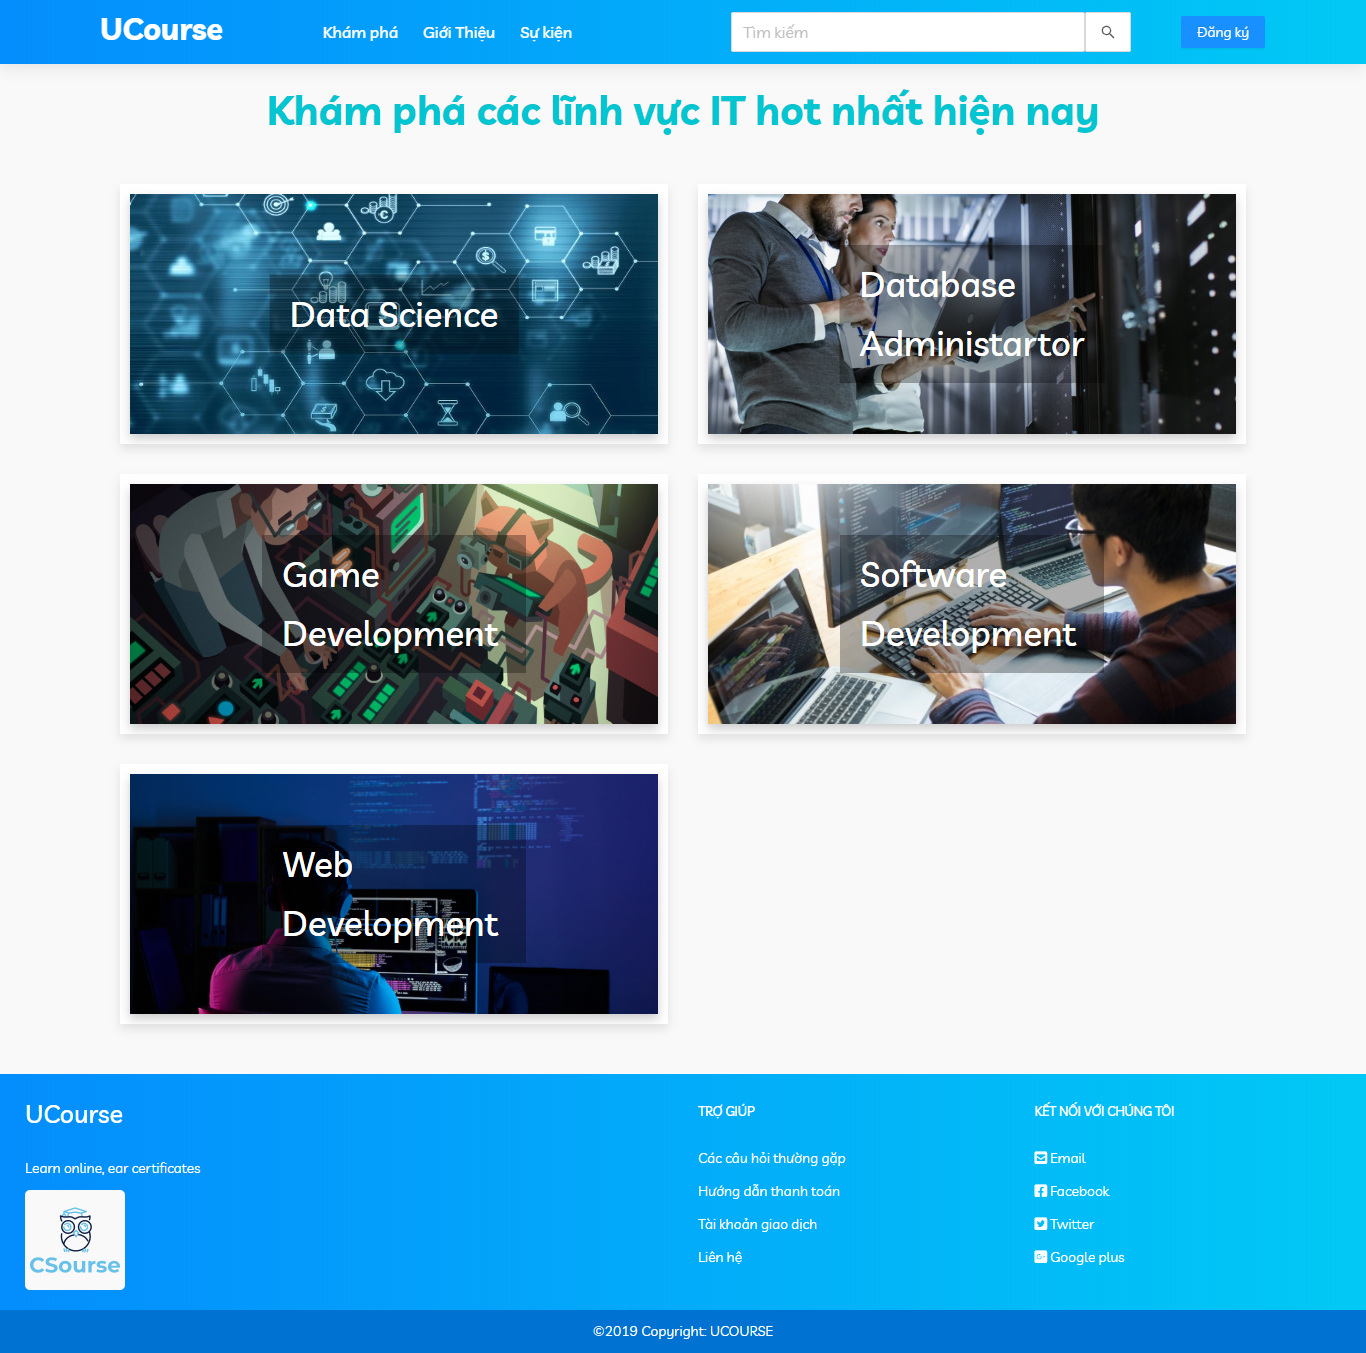 UCourse
Khám phá
Giới Thiệu
Sự kiện
Tìm kiếm
Đăng ký
Khám phá các lĩnh vực IT hot nhất hiện nay
Data Science
Database
Administartor
Game
Development
Software
Development
Web
Development
UCourse
Learn online, ear certificates
CSourse
TRỢ GIÚP
Các câu hỏi thường gặp
Hướng dẫn thanh toán
Tài khoản giao dịch
Liên hệ
KẾT NỐI VỚI CHÚNG TÔI
Email
Facebook
Twitter
Google plus
©2019 Copyright: UCOURSE